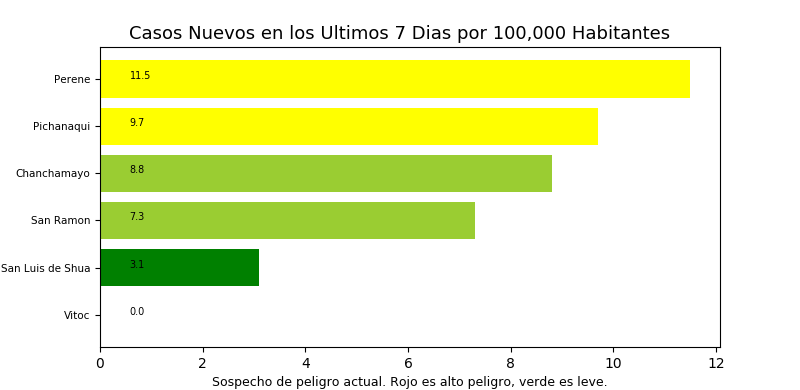 Casos Nuevos en los Ultimos 7 Dias por 100,000 Habitantes
Perene 11.5
Pichanaqui 9.7
Chanchamayo 8.8
San Ramon 7.3
San Luis de Shua 3.1
Vitoc 0.0
0 2 4 6 8 10 12
Sospecho de peligro actual. Rojo es alto peligro, verde es leve.